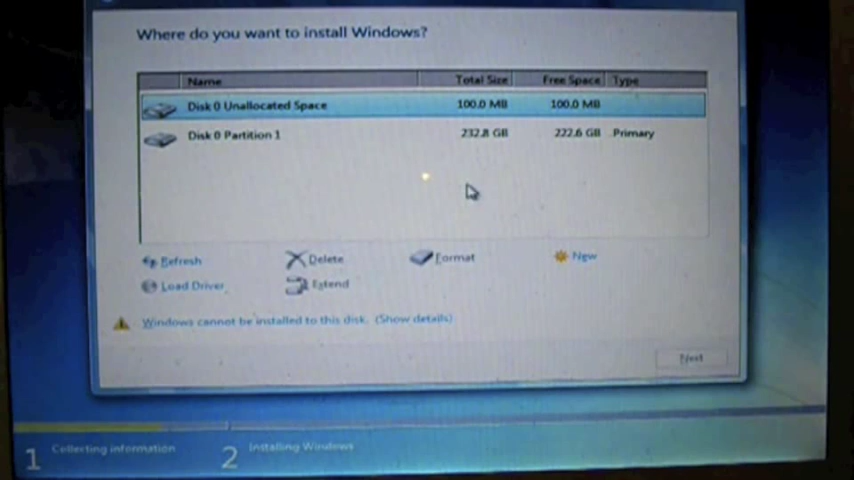 Where do you want to install Windows?
Name Total Size Free Space Type
Disk 0 Unallocated Space 100.0 MB 100.0 MB
Disk 0 Partition 1 232.8 GB 222.6 GB Primary
Refresh Delete Format New
Load Driver Extend
Windows cannot be installed to this disk. (Show details)
Next
1 Collecting information 2 Installing Windows